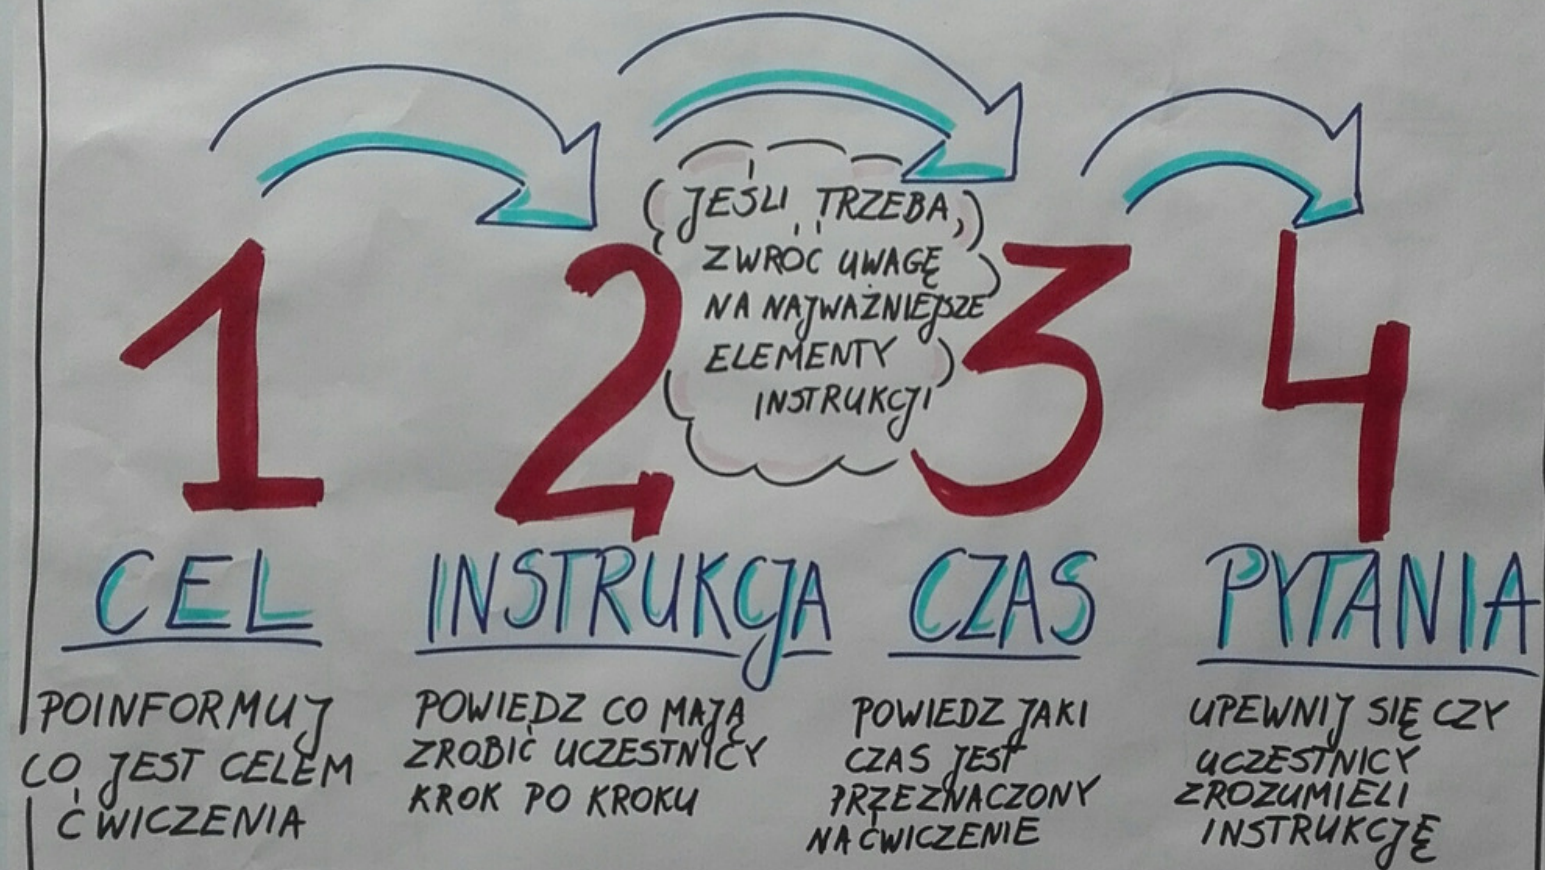 1
CEL
POINFORMUJ
CO JEST CELEM
ĆWICZENIA
2
INSTRUKCJA
POWIEDZ CO MAJĄ
ZROBIĆ UCZESTNICY
KROK PO KROKU
JEŚLI TRZEBA,
ZWRÓĆ UWAGĘ
NA NAJWAŻNIEJSZE
ELEMENTY
INSTRUKCJI
3
CZAS
POWIEDZ JAKI
CZAS JEST
PRZEZNACZONY
NA ĆWICZENIE
4
PYTANIA
UPEWNIJ SIĘ CZY
UCZESTNICY
ZROZUMIELI
INSTRUKCJĘ